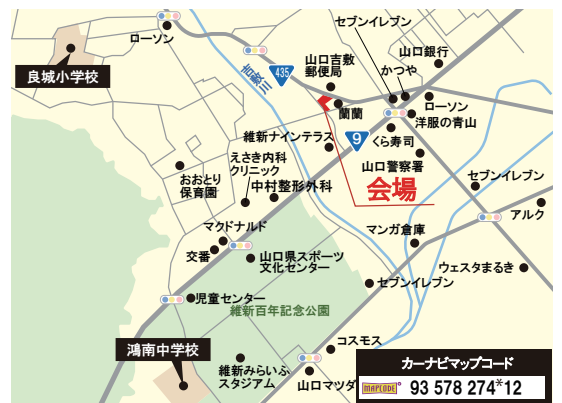 セブンイレブン
ローソン
山口銀行
良城小学校
吉敷川
435
山口吉敷
郵便局
かつや
ローソン
蘭蘭
洋服の青山
維新ナインテラス
9
くら寿司
山口警察署
えさき内科
クリニック
おおとり
保育園
中村整形外科
会場
セブンイレブン
アルク
マクドナルド
マンガ倉庫
交番
山口県スポーツ
文化センター
ウェスタまるき
セブンイレブン
児童センター
維新百年記念公園
鴻南中学校
コスモス
維新みらいふ
スタジアム
山口マツダ
カーナビマップコード
MAPCODE 93 578 274*12